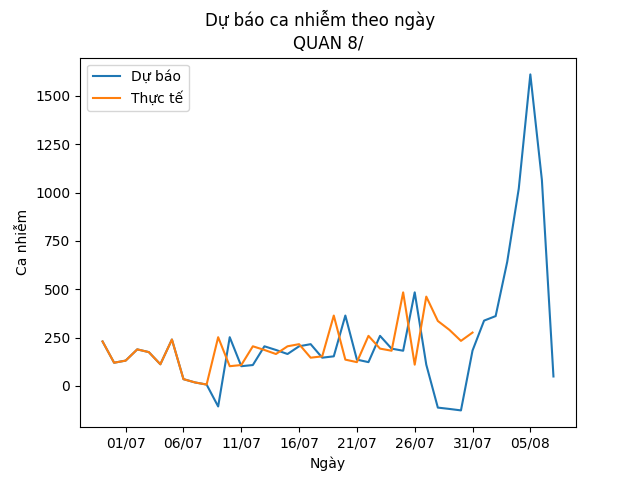 Dự báo ca nhiễm theo ngày
QUAN 8/
Dự báo
Thực tế
Ca nhiễm
1500
1250
1000
750
500
250
0
01/07 06/07 11/07 16/07 21/07 26/07 31/07 05/08
Ngày